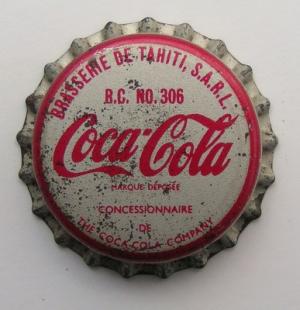 BRASSERIE DE TAHITI, S.A.R.L.
R.C. NO. 306
Coca-Cola
MARQUE DÉPOSÉE
CONCESSIONNAIRE
DE
THE COCA-COLA COMPANY